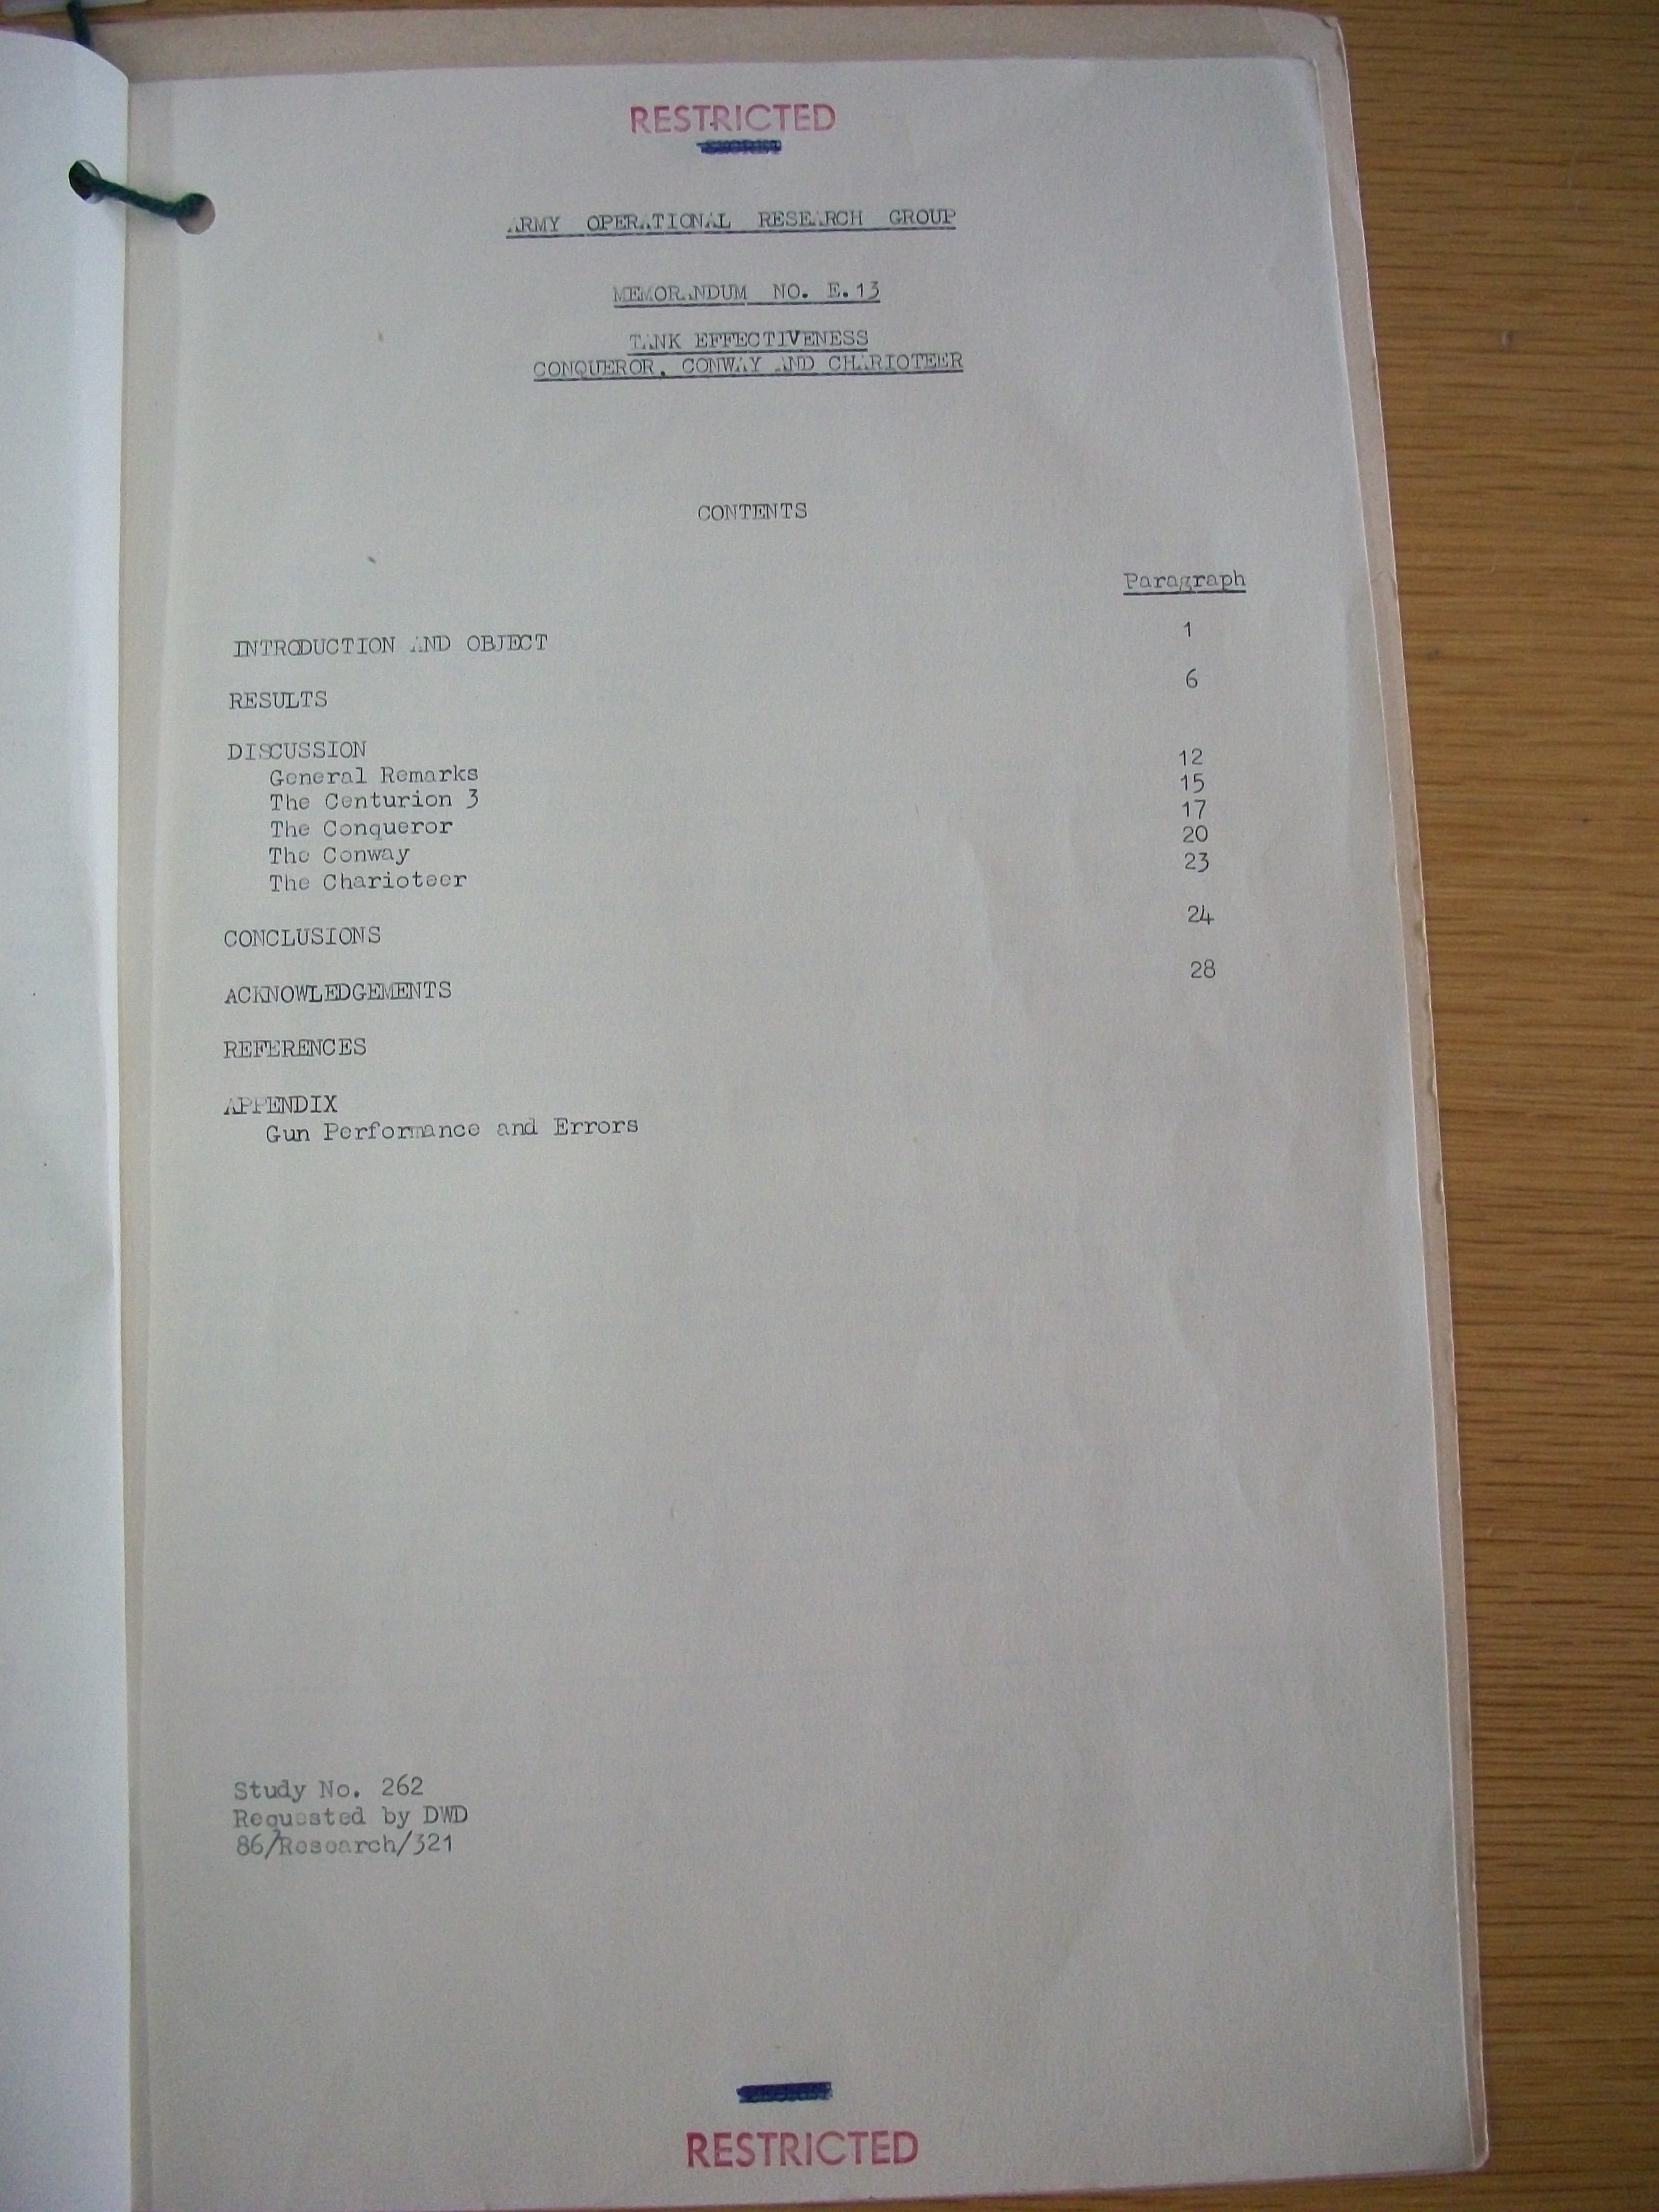 RESTRICTED
ARMY OPERATIONAL RESEARCH GROUP
MEMORANDUM NO. E.13
TANK EFFECTIVENESS
CONQUEROR, CONWAY AND CHARIOTEER
CONTENTS
Paragraph
INTRODUCTION AND OBJECT 1
RESULTS 6
DISCUSSION
General Remarks 12
The Centurion 3 15
The Conqueror 17
The Conway 20
The Charioteer 23
CONCLUSIONS 24
ACKNOWLEDGEMENTS 28
REFERENCES
APPENDIX
Gun Performance and Errors
Study No. 262
Requested by DWD
86/Research/321
RESTRICTED